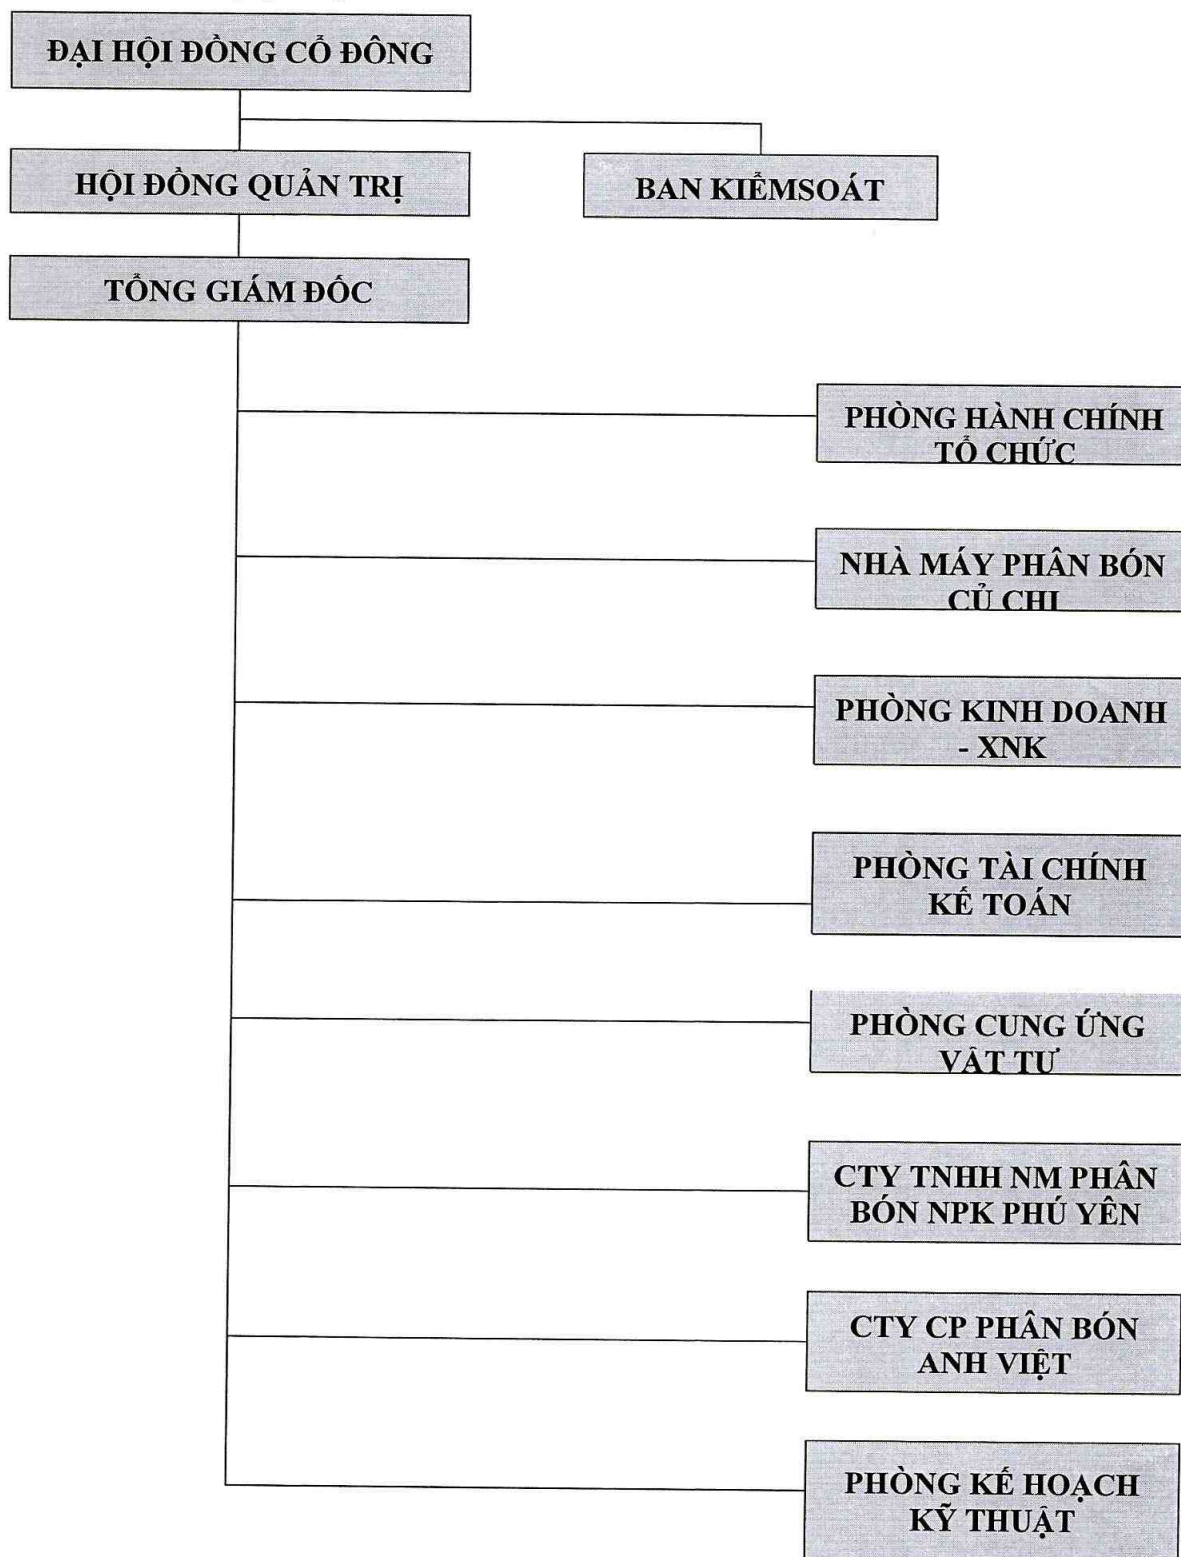 ĐẠI HỘI ĐỒNG CỔ ĐÔNG
HỘI ĐỒNG QUẢN TRỊ
BAN KIỂMSOÁT
TỔNG GIÁM ĐỐC
PHÒNG HÀNH CHÍNH
TỔ CHỨC
NHÀ MÁY PHÂN BÓN
CỦ CHI
PHÒNG KINH DOANH
- XNK
PHÒNG TÀI CHÍNH
KẾ TOÁN
PHÒNG CUNG ỨNG
VẬT TƯ
CTY TNHH NM PHÂN
BÓN NPK PHÚ YÊN
CTY CP PHÂN BÓN
ANH VIỆT
PHÒNG KẾ HOẠCH
KỸ THUẬT